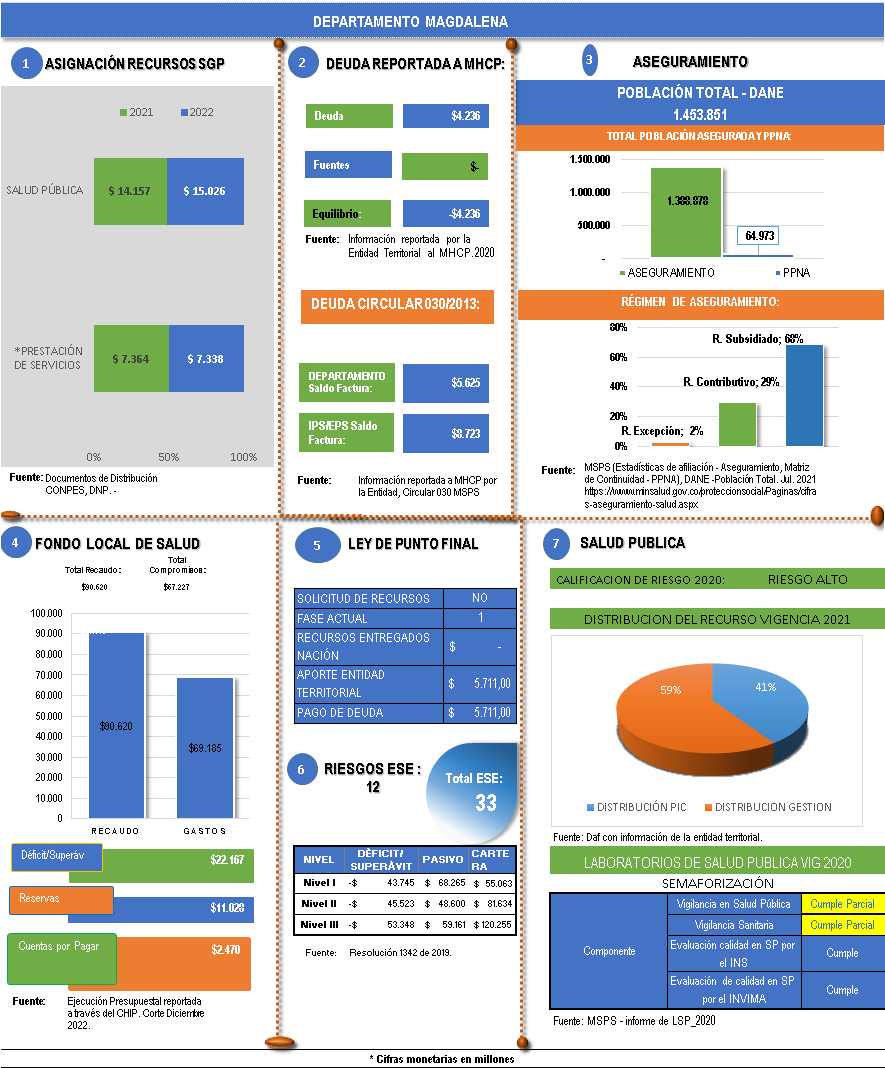 DEPARTAMENTO MAGDALENA
1 ASIGNACIÓN RECURSOS SGP
2021 2022
SALUD PÚBLICA $ 14.157 $ 15.026
*PRESTACIÓN
DE SERVICIOS
$ 7.364 $ 7.338
0% 50% 100%
Fuente: Documentos de Distribución
CONPES, DNP. -
2 DEUDA REPORTADA A MHCP:
Deuda $4.236
Fuentes $-
Equilibrio: -$4.236
Fuente: Información reportada por la
Entidad Territorial al MHCP.2020
DEUDA CIRCULAR 030/2013:
DEPARTAMENTO
Saldo Factura:
$5.625
IPS/EPS Saldo
Factura:
$8.723
Fuente: Información reportada a MHCP por
la Entidad, Circular 030 MSPS
3 ASEGURAMIENTO
POBLACIÓN TOTAL - DANE
1.453.851
TOTAL POBLACIÓN ASEGURADA Y PPNA:
1.500.000
1.000.000
500.000
-
1.388.878
64.973
ASEGURAMIENTO PPNA
RÉGIMEN DE ASEGURAMIENTO:
80%
60%
40%
20%
0%
R. Subsidiado; 68%
R. Contributivo; 29%
R. Excepción; 2%
Fuente: MSPS (Estadísticas de afiliación - Aseguramiento, Matriz
de Continuidad - PPNA), DANE -Población Total. Jul. 2021
https://www.minsalud.gov.co/proteccionsocial/Paginas/cifra
s-aseguramiento-salud.aspx
4 FONDO LOCAL DE SALUD
Total Recaudo:
$90.620
Total
Compromisos:
$67.227
100.000
90.000
80.000
70.000
60.000
50.000
40.000
30.000
20.000
10.000
0
$90.620
$69.185
RECAUDO GASTOS
Déficit/Superáv $22.167
Reservas $11.028
Cuentas por Pagar $2.470
Fuente: Ejecución Presupuestal reportada
a través del CHIP. Corte Diciembre
2022.
5 LEY DE PUNTO FINAL
SOLICITUD DE RECURSOS NO
FASE ACTUAL 1
RECURSOS ENTREGADOS
NACIÓN
$ -
APORTE ENTIDAD
TERRITORIAL
$ 5.711,00
PAGO DE DEUDA $ 5.711,00
6 RIESGOS ESE :
12
Total ESE:
33
NIVEL DÈFICIT/
SUPERÀVIT PASIVO CARTE
RA
Nivel I -$ 43.745 $ 68.265 $ 55.063
Nivel II -$ 45.523 $ 48.600 $ 81.634
Nivel III -$ 53.348 $ 59.161 $ 120.255
Fuente: Resolución 1342 de 2019.
7 SALUD PUBLICA
CALIFICACION DE RIESGO 2020: RIESGO ALTO
DISTRIBUCION DEL RECURSO VIGENCIA 2021
59% 41%
DISTRIBUCIÓN PIC DISTRIBUCION GESTION
Fuente: Daf con información de la entidad territorial.
LABORATORIOS DE SALUD PUBLICA VIG 2020
SEMAFORIZACIÓN
Componente
Vigilancia en Salud Pública Cumple Parcial
Vigilancia Sanitaria Cumple Parcial
Evaluación calidad en SP por
el INS
Cumple
Evaluación de calidad en SP
por el INVIMA
Cumple
Fuente: MSPS - informe de LSP_2020
* Cifras monetarias en millones